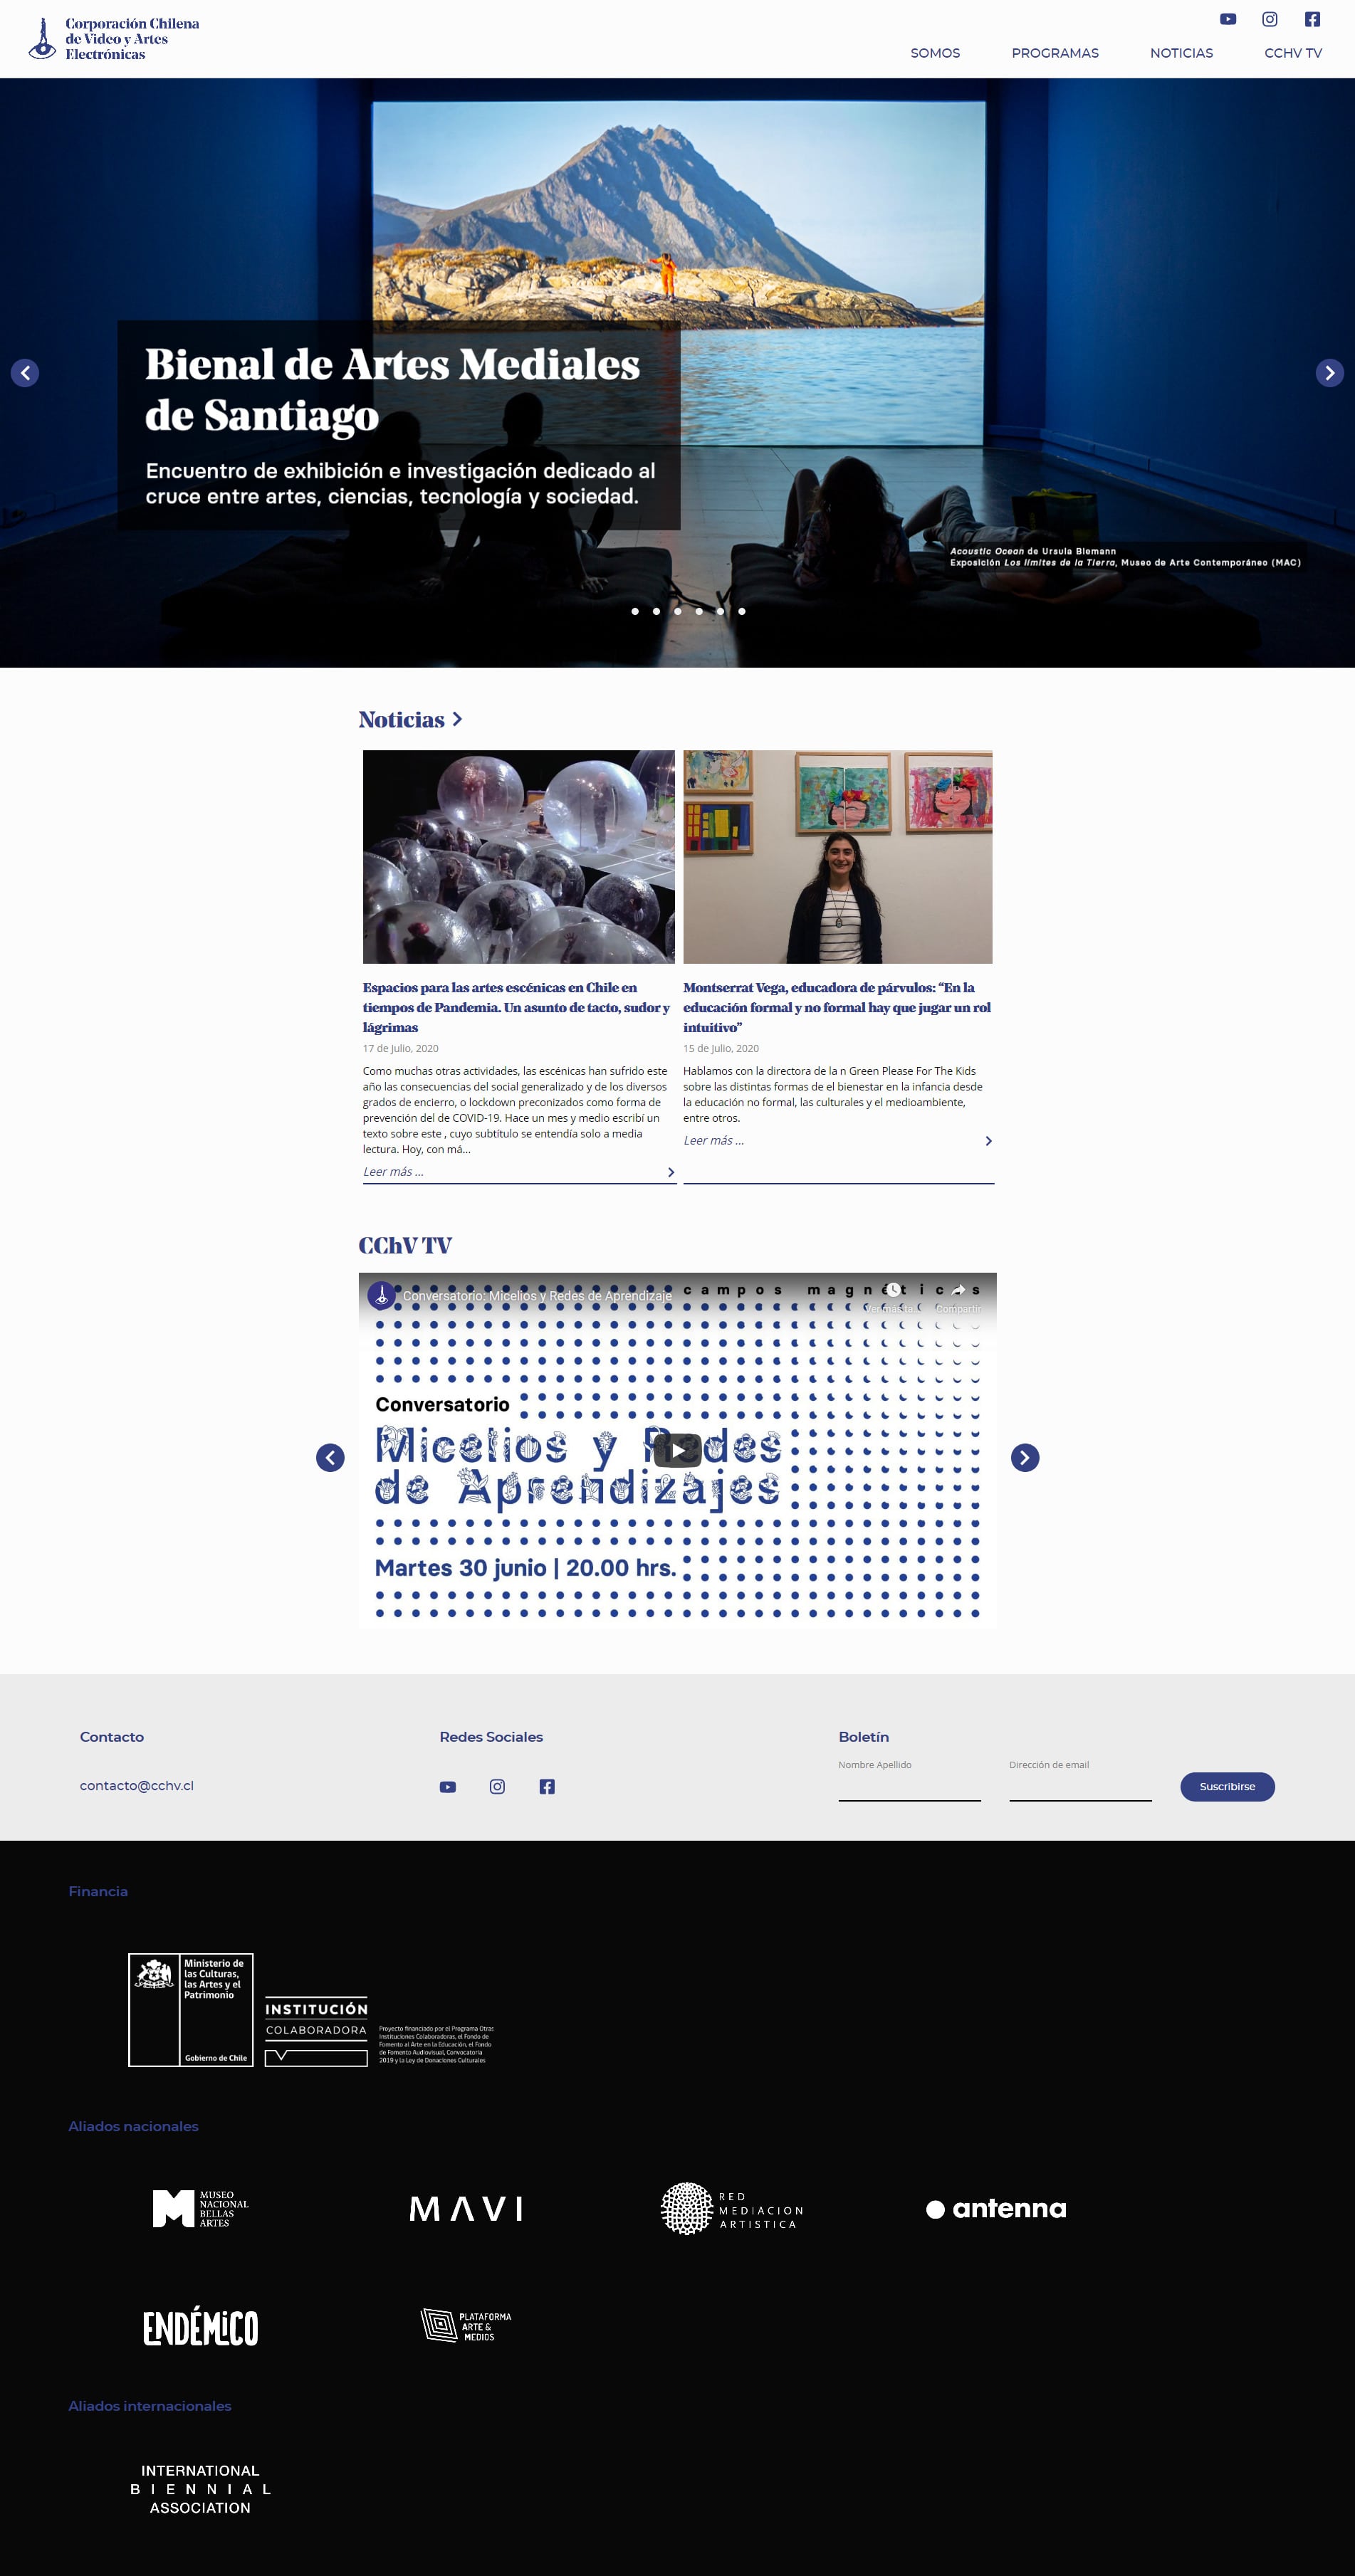 Corporación Chilena
de Video y Artes
Electrónicas
SOMOS
PROGRAMAS
NOTICIAS
CCHV TV
Bienal de Artes Mediales
de Santiago
Encuentro de exhibición e investigación dedicado al
cruce entre artes, ciencias, tecnología y sociedad.
Acoustic Ocean de Ursula Biemann
Exposición Los límites de la Tierra, Museo de Arte Contemporáneo (MAC)
Noticias
Espacios para las artes escénicas en Chile en
tiempos de Pandemia. Un asunto de tacto, sudor y
lágrimas
17 de Julio, 2020
Como muchas otras actividades, las escénicas han sufrido este
año las consecuencias del social generalizado y de los diversos
grados de encierro, o lockdown preconizados como forma de
prevención del de COVID-19. Hace un mes y medio escribí un
texto sobre este , cuyo subtítulo se entendía solo a media
lectura. Hoy, con má...
Leer más ...
Montserrat Vega, educadora de párvulos: “En la
educación formal y no formal hay que jugar un rol
intuitivo”
15 de Julio, 2020
Hablamos con la directora de la n Green Please For The Kids
sobre las distintas formas de el bienestar en la infancia desde
la educación no formal, las culturales y el medioambiente,
entre otros.
Leer más ...
CChV TV
Conversatorio: Micelios y Redes de Aprendizaje
campos magnéticos
Ver más ta...
Compartir
Conversatorio
Micelios y Redes
de Aprendizajes
Martes 30 junio | 20.00 hrs.
Contacto
contacto@cchv.cl
Redes Sociales
Boletín
Nombre Apellido
Dirección de email
Suscribirse
Financia
Ministerio de
las Culturas,
las Artes y el
Patrimonio
Gobierno de Chile
INSTITUCIÓN
COLABORADORA
Proyecto financiado por el Programa Otras
Instituciones Colaboradoras, el Fondo de
Fomento al Arte en la Educación, el Fondo
de Fomento Audiovisual, Convocatoria
2019 y la Ley de Donaciones Culturales
Aliados nacionales
MUSEO
NACIONAL
BELLAS
ARTES
MAVI
RED
MEDIACION
ARTISTICA
antenna
ENDÉMICO
PLATAFORMA
ARTE &
MEDIOS
Aliados internacionales
INTERNATIONAL
BIENNIAL
ASSOCIATION